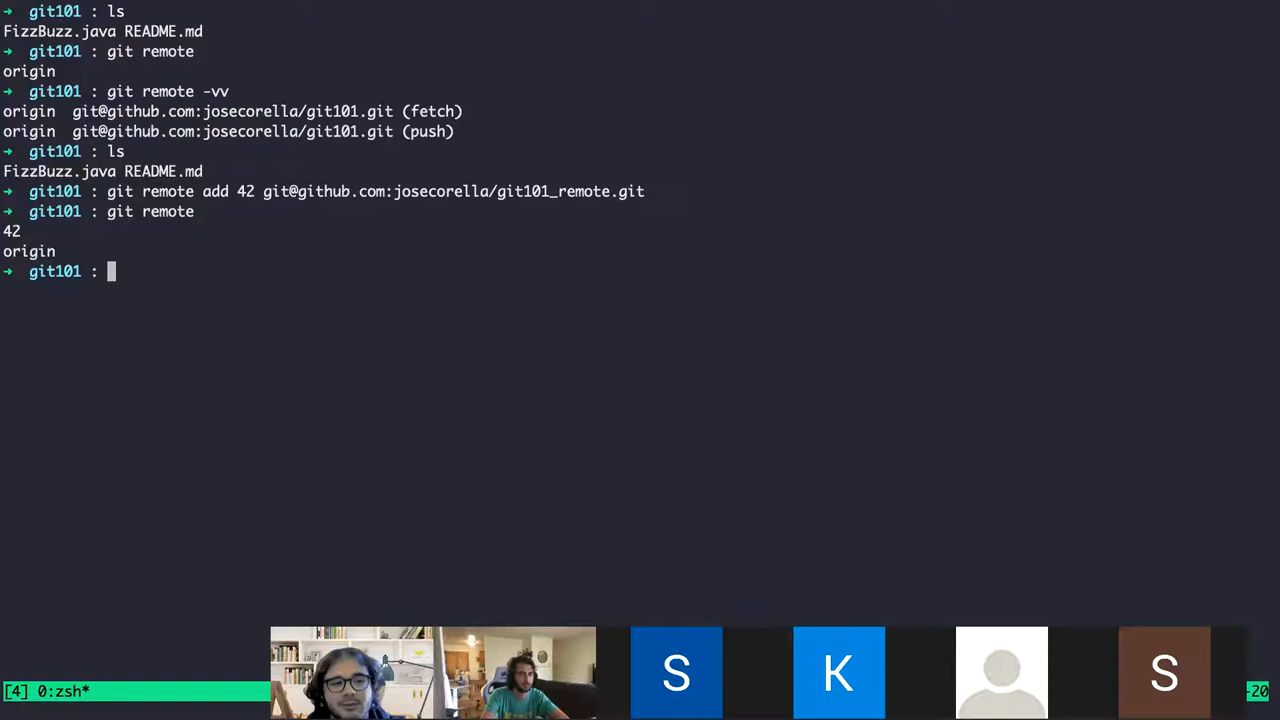 → git101 : ls
FizzBuzz.java README.md
→ git101 : git remote
origin
→ git101 : git remote -vv
origin git@github.com:josecorella/git101.git (fetch)
origin git@github.com:josecorella/git101.git (push)
→ git101 : ls
FizzBuzz.java README.md
→ git101 : git remote add 42 git@github.com:josecorella/git101_remote.git
→ git101 : git remote
42
origin
→ git101 :
S
K
S
[4] 0:zsh*
-20